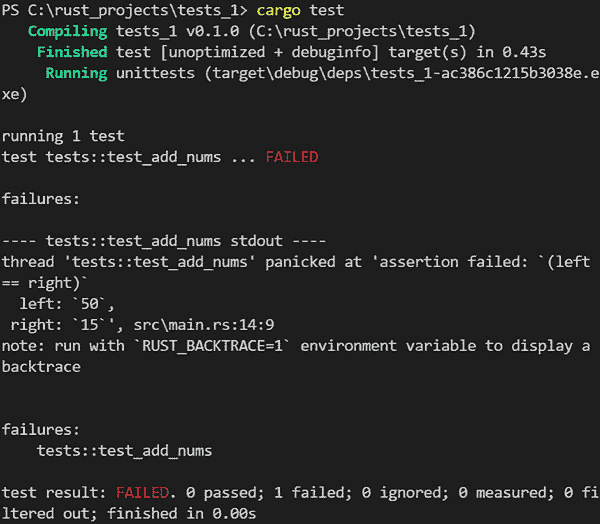 PS C:\rust_projects\tests_1> cargo test
Compiling tests_1 v0.1.0 (C:\rust_projects\tests_1)
Finished test [unoptimized + debuginfo] target(s) in 0.43s
Running unittests (target\debug\deps\tests_1-ac386c1215b3038e.e
xe)
running 1 test
test tests::test_add_nums ... FAILED
failures:
---- tests::test_add_nums stdout ----
thread 'tests::test_add_nums' panicked at 'assertion failed: `(left
== right)`
left: `50`,
right: `15`', src\main.rs:14:9
note: run with `RUST_BACKTRACE=1` environment variable to display a
backtrace
failures:
tests::test_add_nums
test result: FAILED. 0 passed; 1 failed; 0 ignored; 0 measured; 0 fi
ltered out; finished in 0.00s